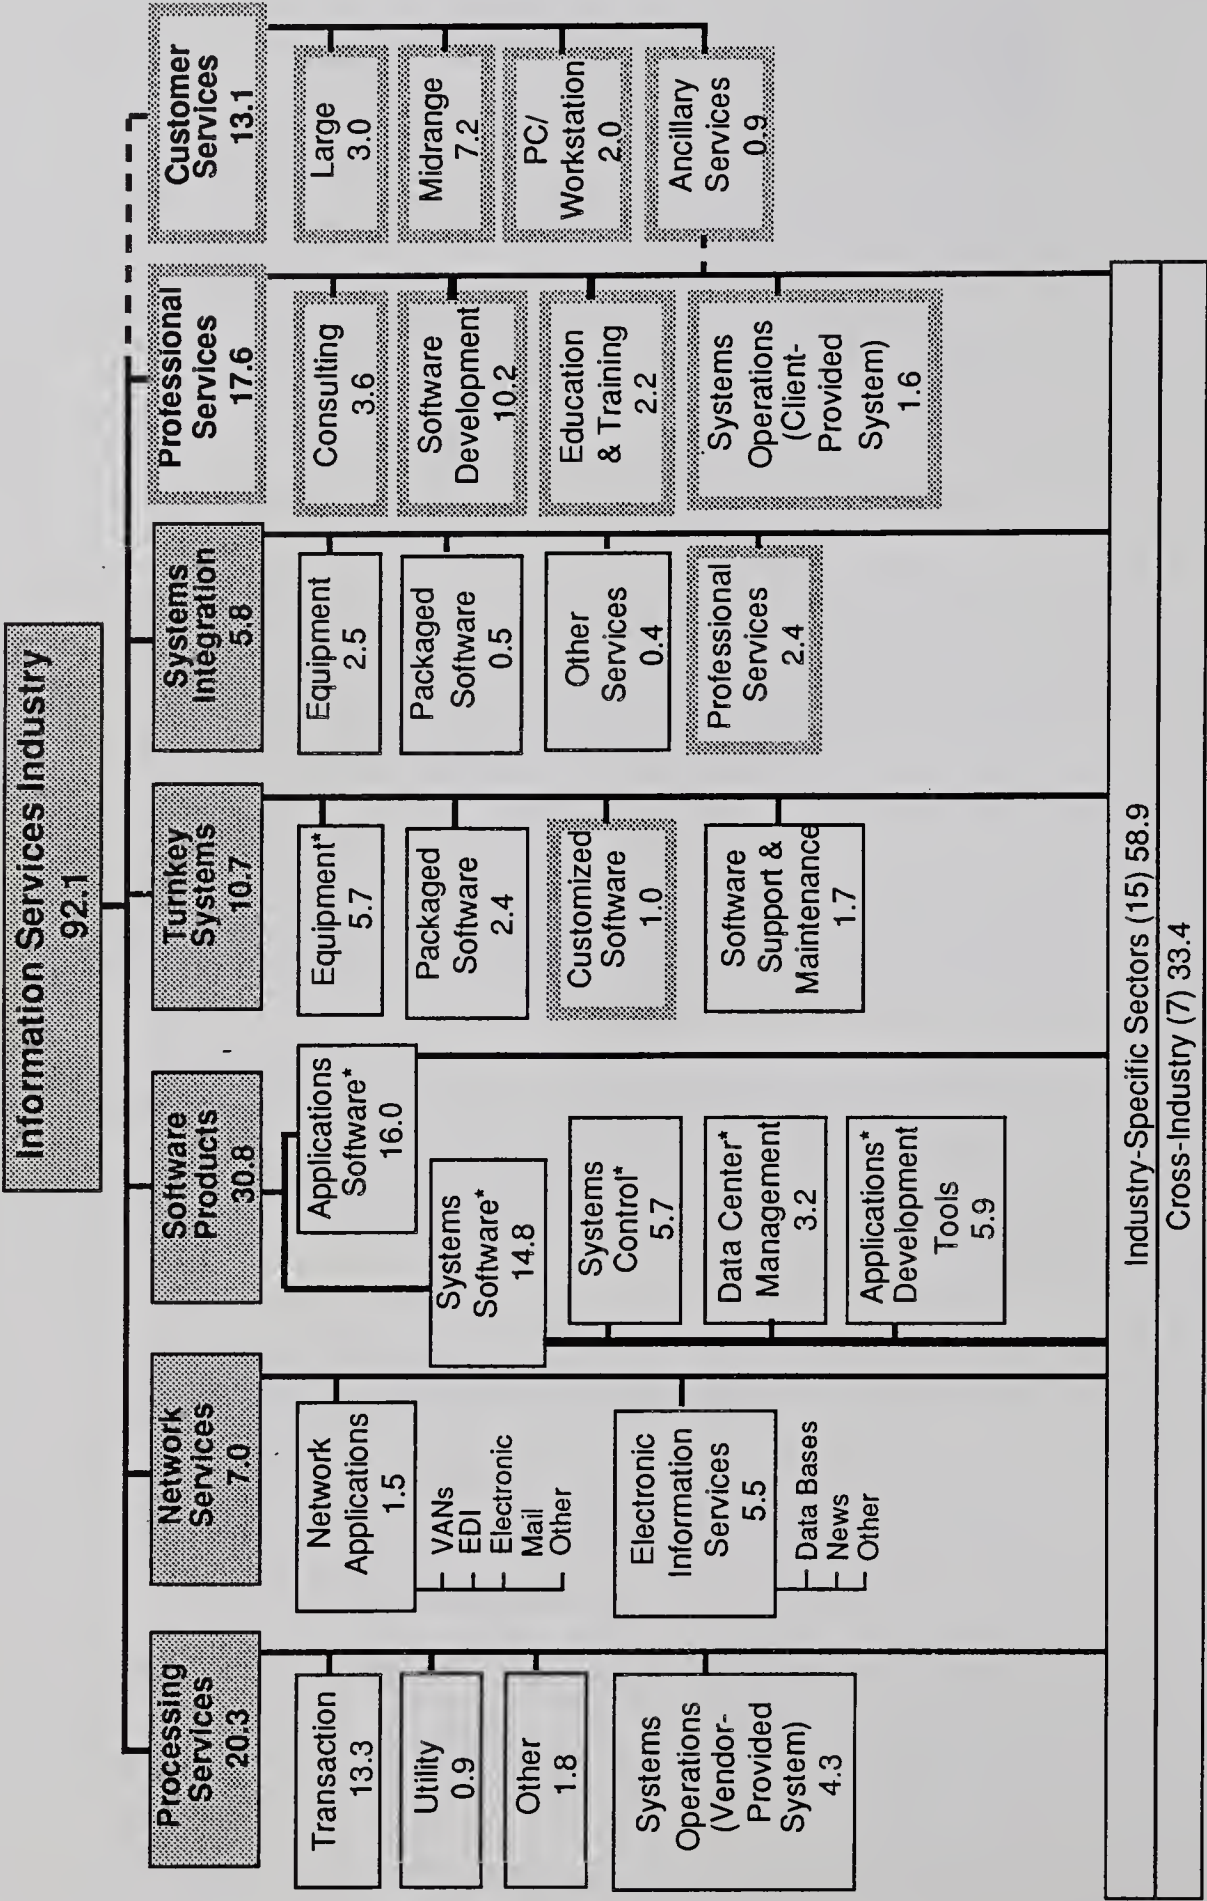 Information Services Industry
92.1
Processing
Services
20.3
Transaction
13.3
Utility
0.9
Other
1.8
Systems
Operations
(Vendor-
Provided
System)
4.3
Network
Services
7.0
Network
Applications
1.5
VANs
EDI
Electronic
Mail
Other
Electronic
Information
Services
5.5
Data Bases
News
Other
Software
Products
30.8
Applications
Software*
16.0
Systems
Software*
14.8
Systems
Control*
5.7
Data Center*
Management
3.2
Applications*
Development
Tools
5.9
Turnkey
Systems
10.7
Equipment*
5.7
Packaged
Software
2.4
Customized
Software
1.0
Software
Support &
Maintenance
1.7
Systems
Integration
5.8
Equipment
2.5
Packaged
Software
0.5
Other
Services
0.4
Professional
Services
2.4
Professional
Services
17.6
Consulting
3.6
Software
Development
10.2
Education
& Training
2.2
Systems
Operations
(Client-
Provided
System)
1.6
Customer
Services
13.1
Large
3.0
Midrange
7.2
PC/
Workstation
2.0
Ancillary
Services
0.9
Industry-Specific Sectors (15) 58.9
Cross-Industry (7) 33.4